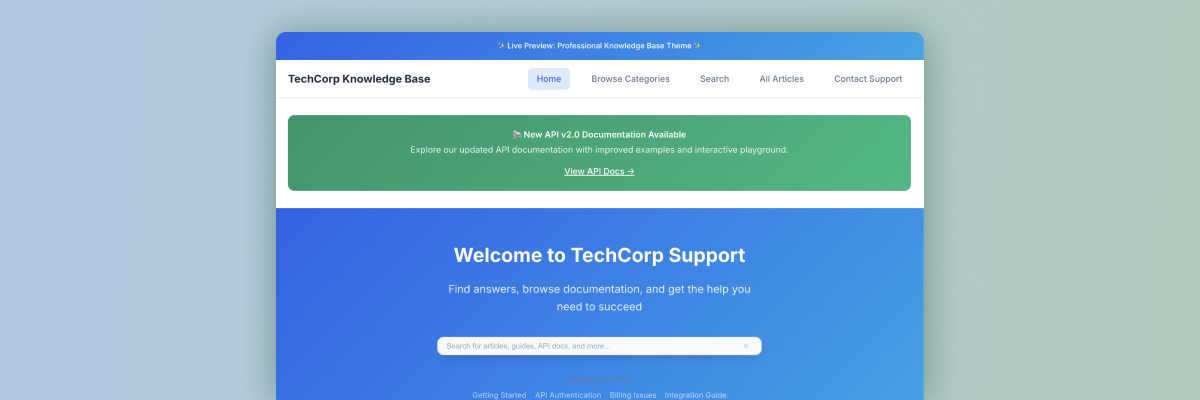 ✨ Live Preview: Professional Knowledge Base Theme ✨
TechCorp Knowledge Base
Home Browse Categories Search All Articles Contact Support
New API v2.0 Documentation Available
Explore our updated API documentation with improved examples and interactive playground.
View API Docs →
Welcome to TechCorp Support
Find answers, browse documentation, and get the help you
need to succeed
Search for articles, guides, API docs, and more...
Getting Started API Authentication Billing Issues Integration Guide